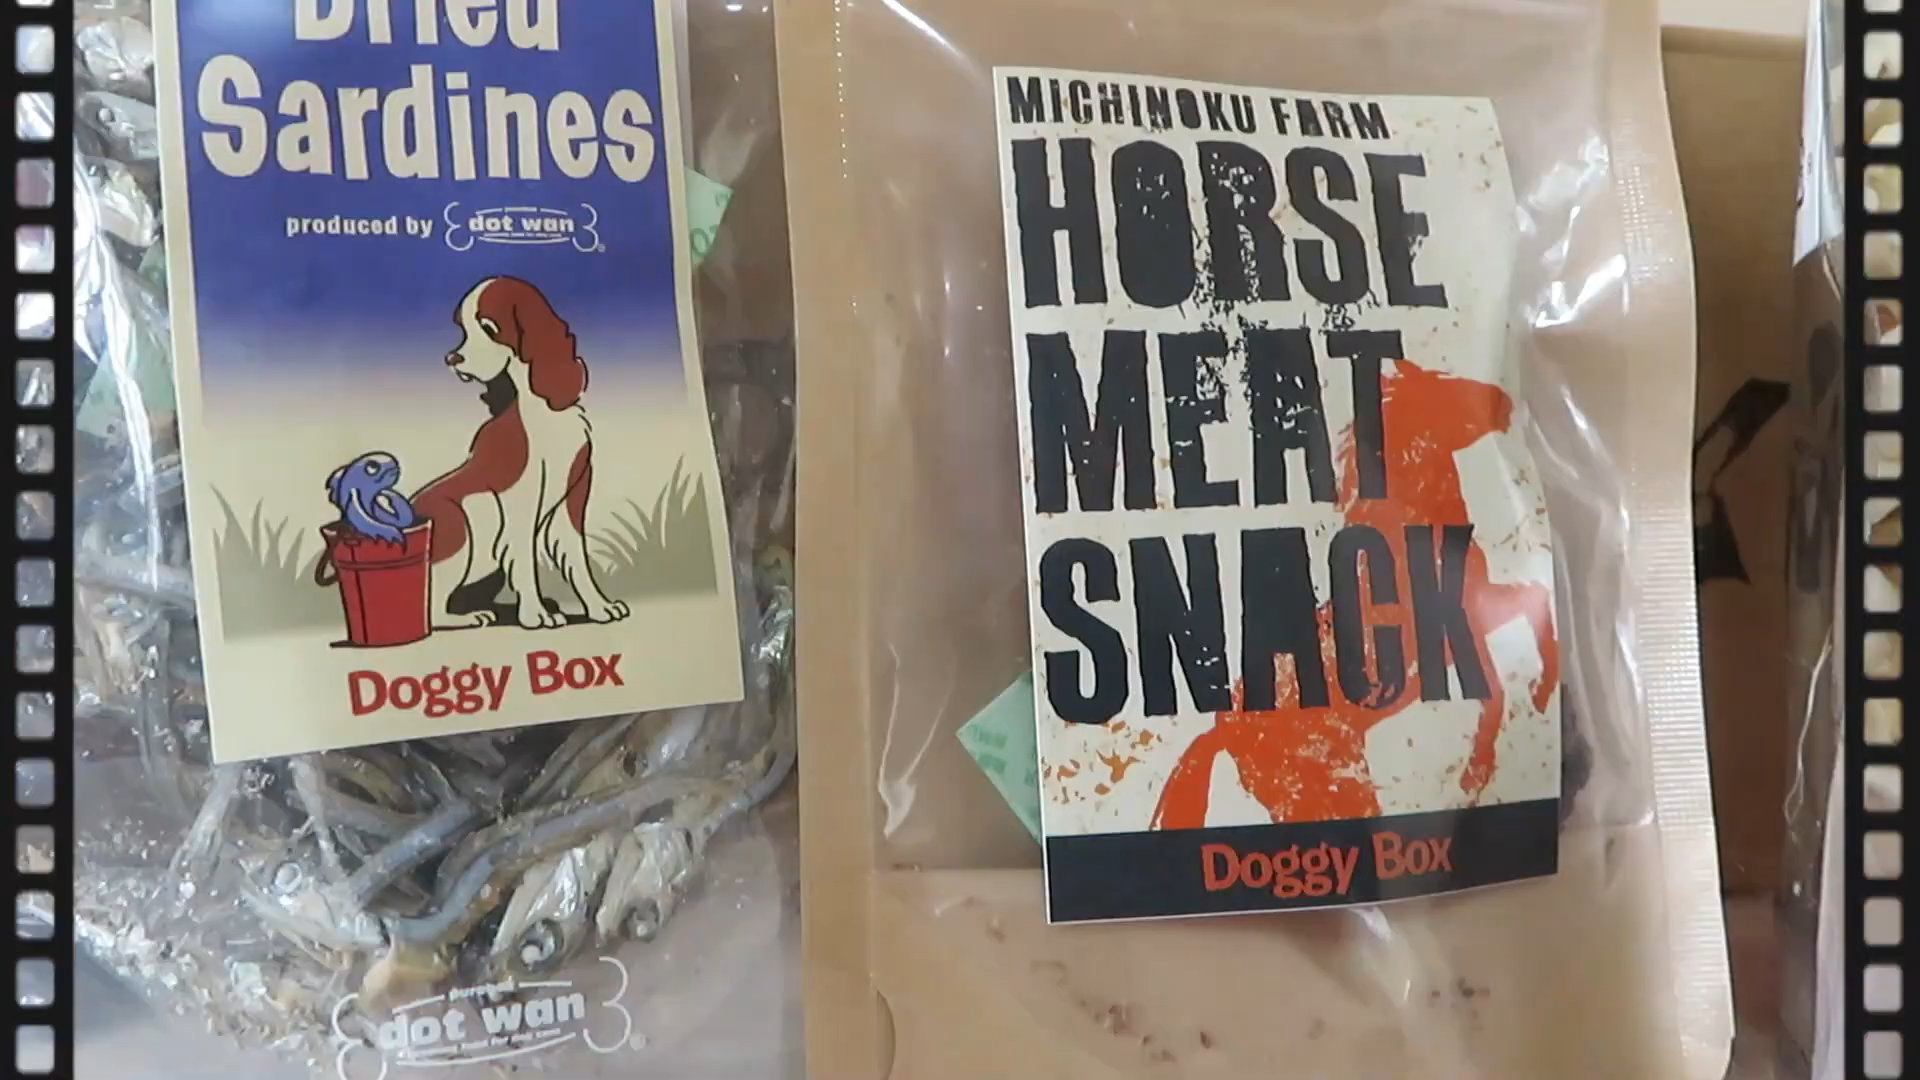 Dried
Sardines
produced by dot wan
Doggy Box
dot wan
MICHINOKU FARM
HORSE
MEAT
SNACK
Doggy Box